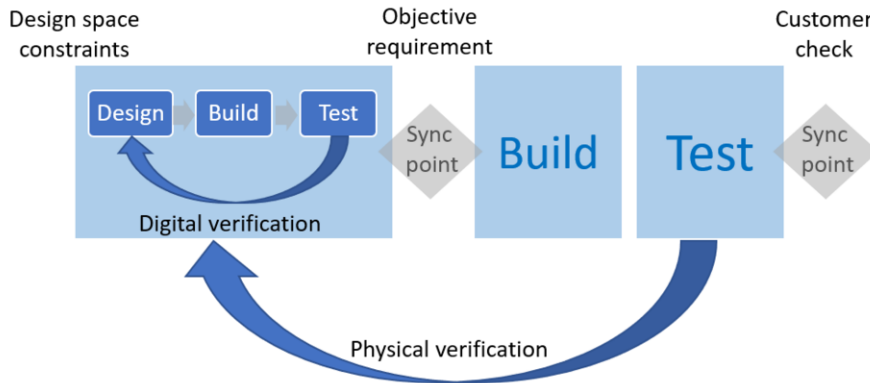 Design space
constraints
Objective
requirement
Customer
check
Design
Build
Test
Sync
point
Build
Test
Sync
point
Digital verification
Physical verification